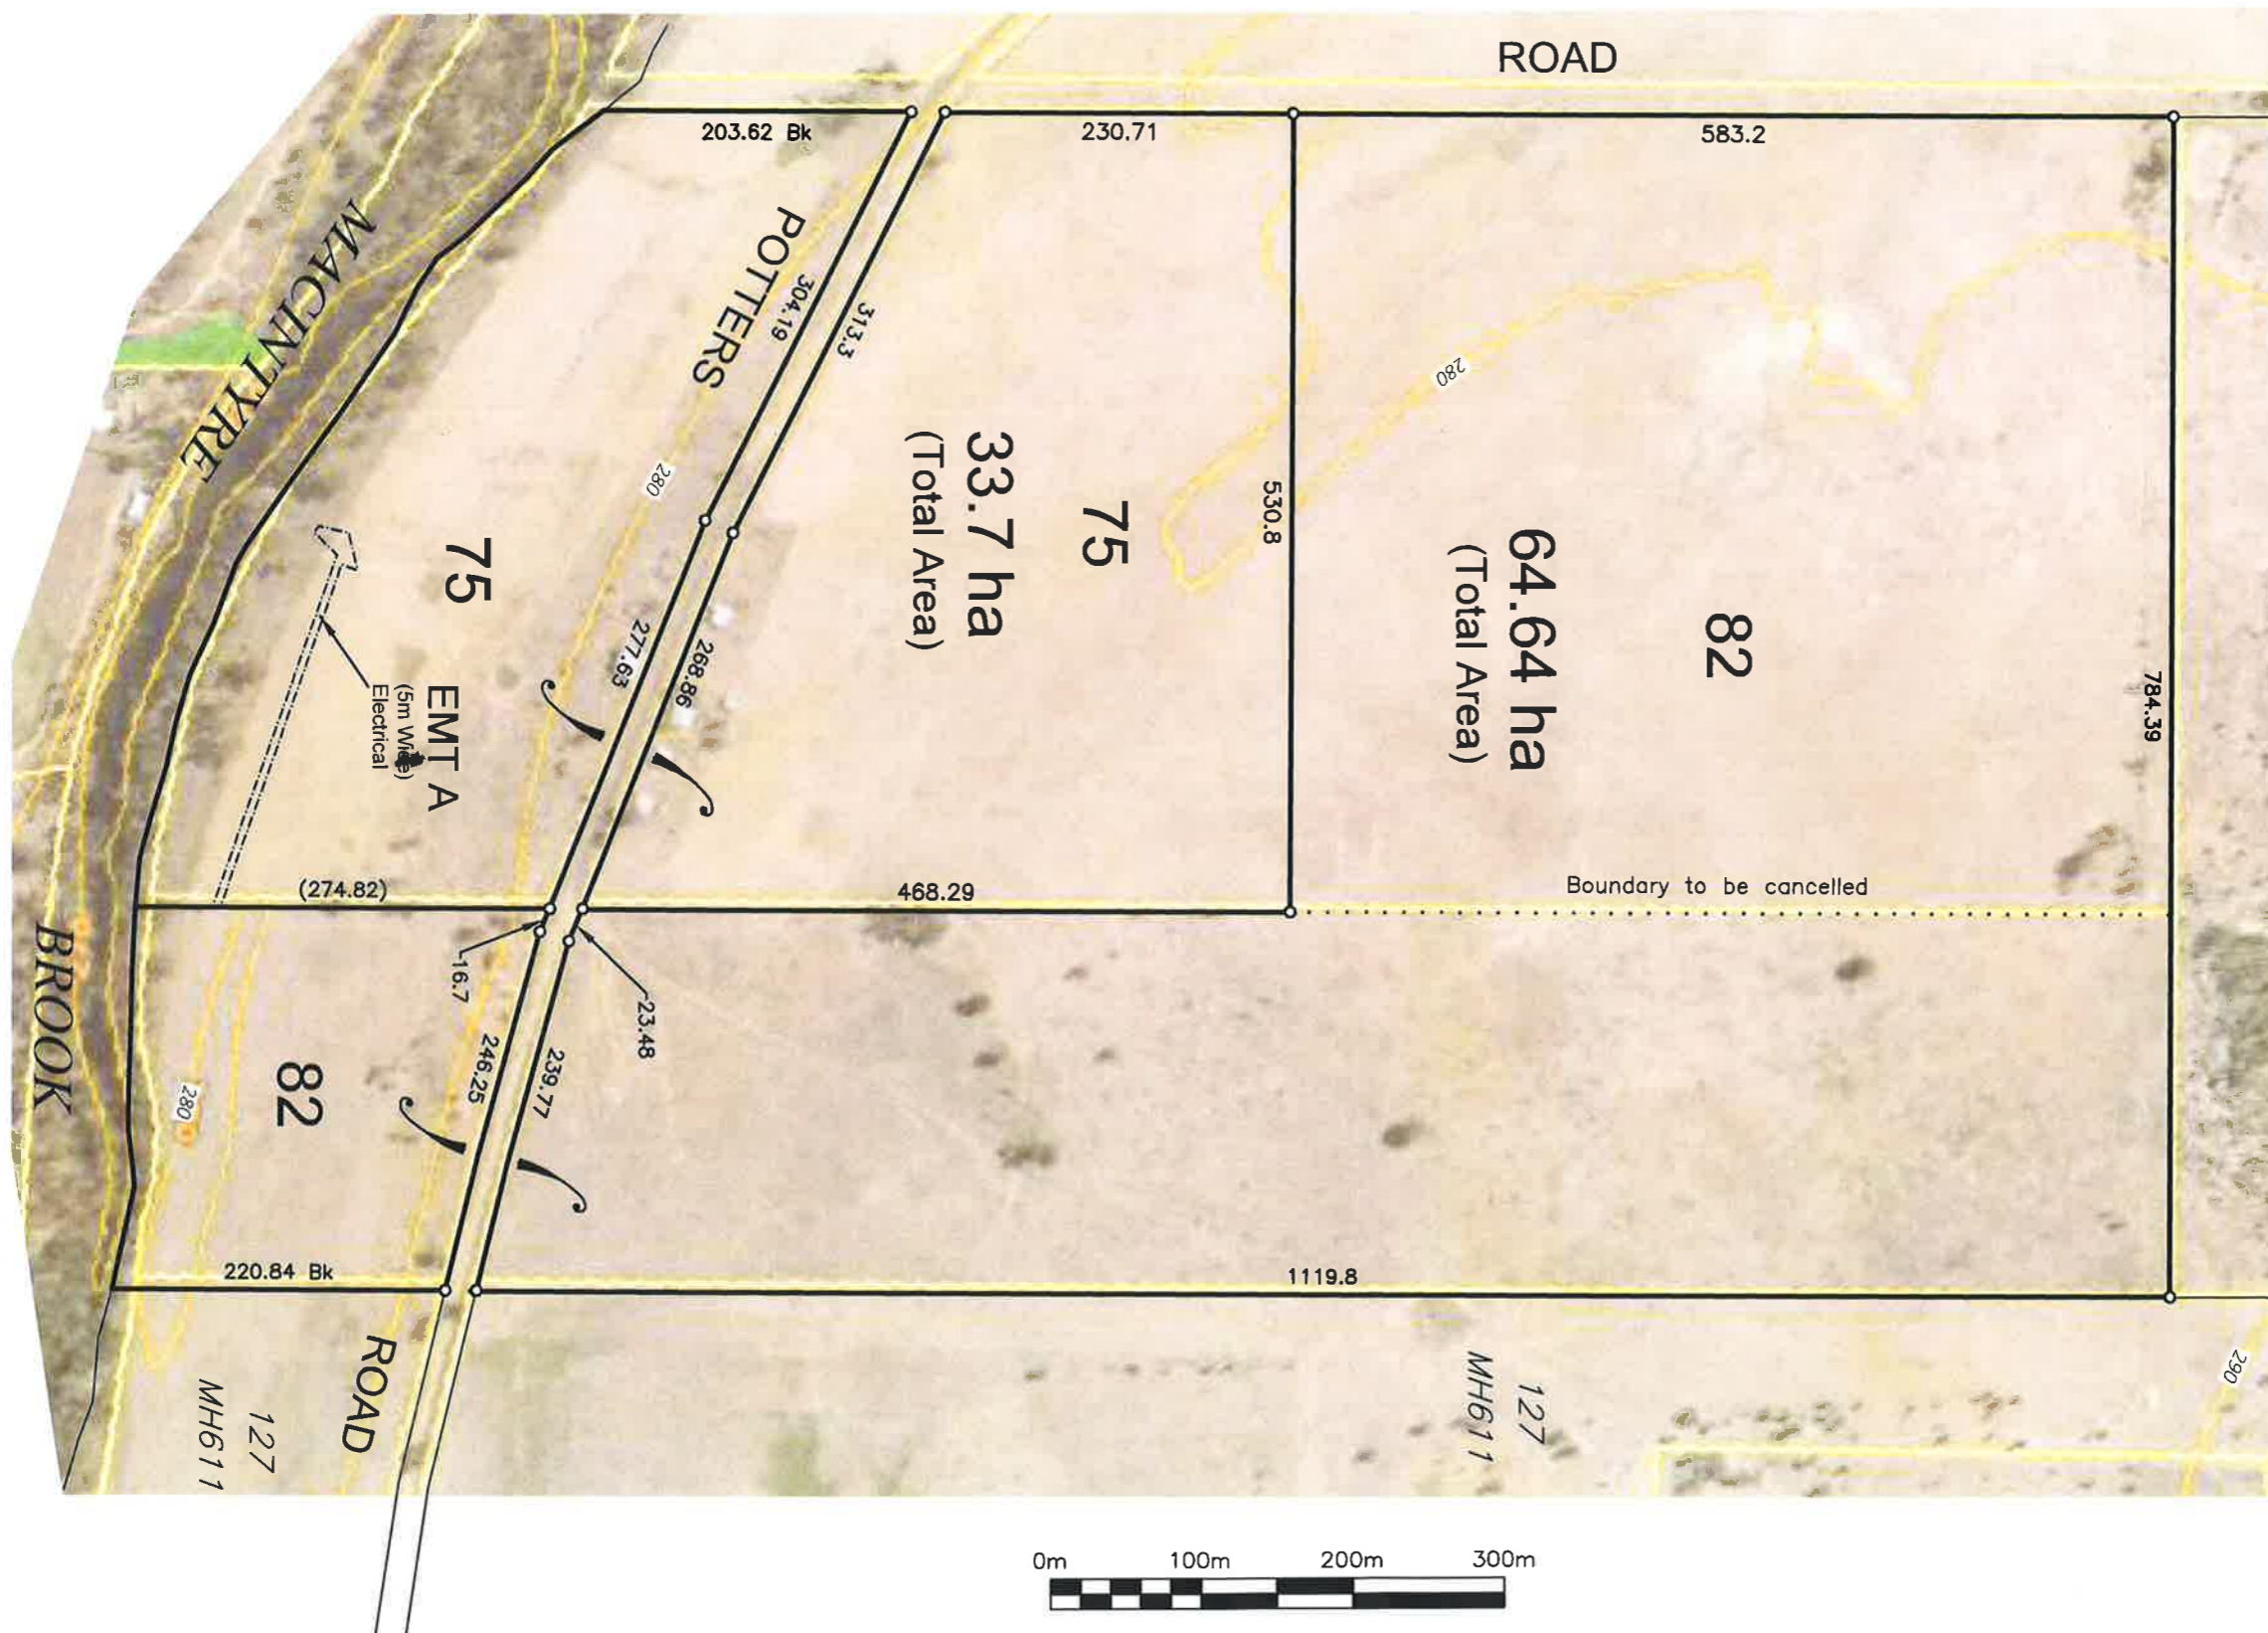 ROAD
203.62 Bk
230.71
583.2
MACINTYRE
BROOK
POTTERS
ROAD
304.19
313.3
280
280
280
290
33.7 ha
(Total Area)
75
530.8
64.64 ha
(Total Area)
82
784.39
75
277.63
268.86
EMT A
(5m Wide)
Electrical
(274.82)
468.29
Boundary to be cancelled
16.7
23.48
246.25
239.77
82
220.84 Bk
1119.8
127
MH611
127
MH611
0m 100m 200m 300m